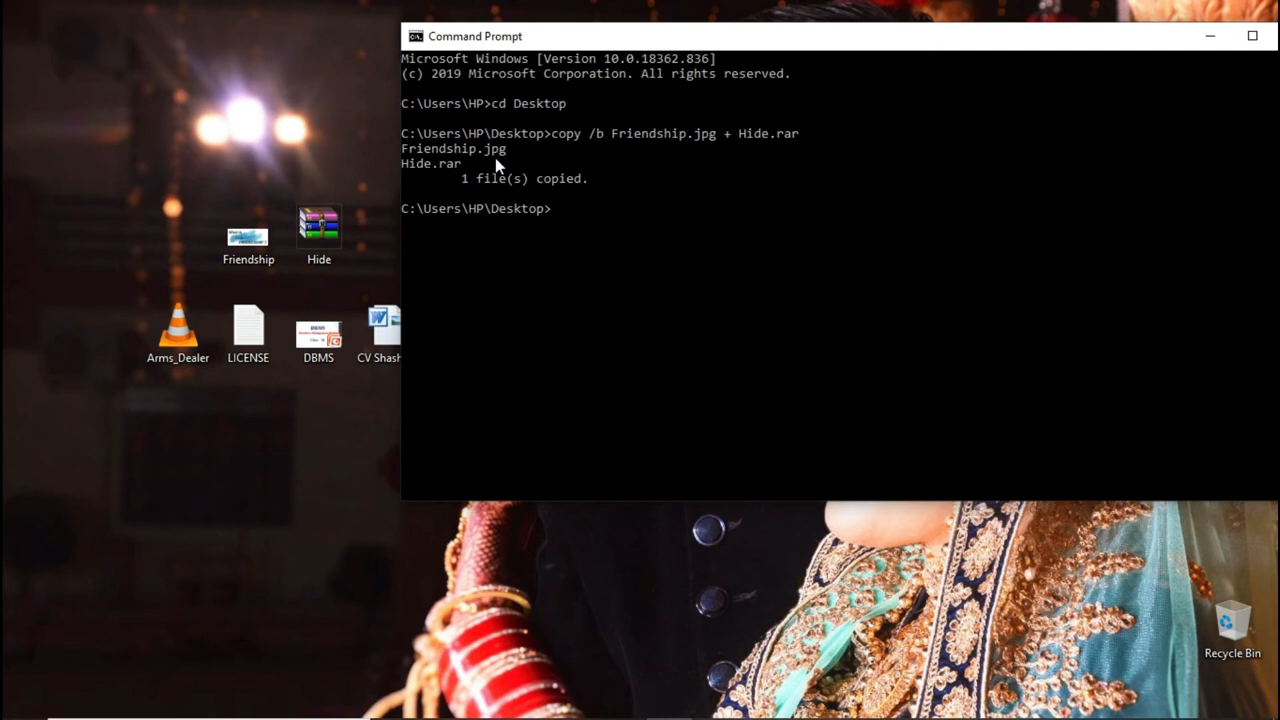 Command Prompt
Microsoft Windows [Version 10.0.18362.836]
(c) 2019 Microsoft Corporation. All rights reserved.
C:\Users\HP>cd Desktop
C:\Users\HP\Desktop>copy /b Friendship.jpg + Hide.rar
Friendship.jpg
Hide.rar
1 file(s) copied.
C:\Users\HP\Desktop>
Friendship
Hide
Arms_Dealer
LICENSE
DBMS
CV Shash
Recycle Bin